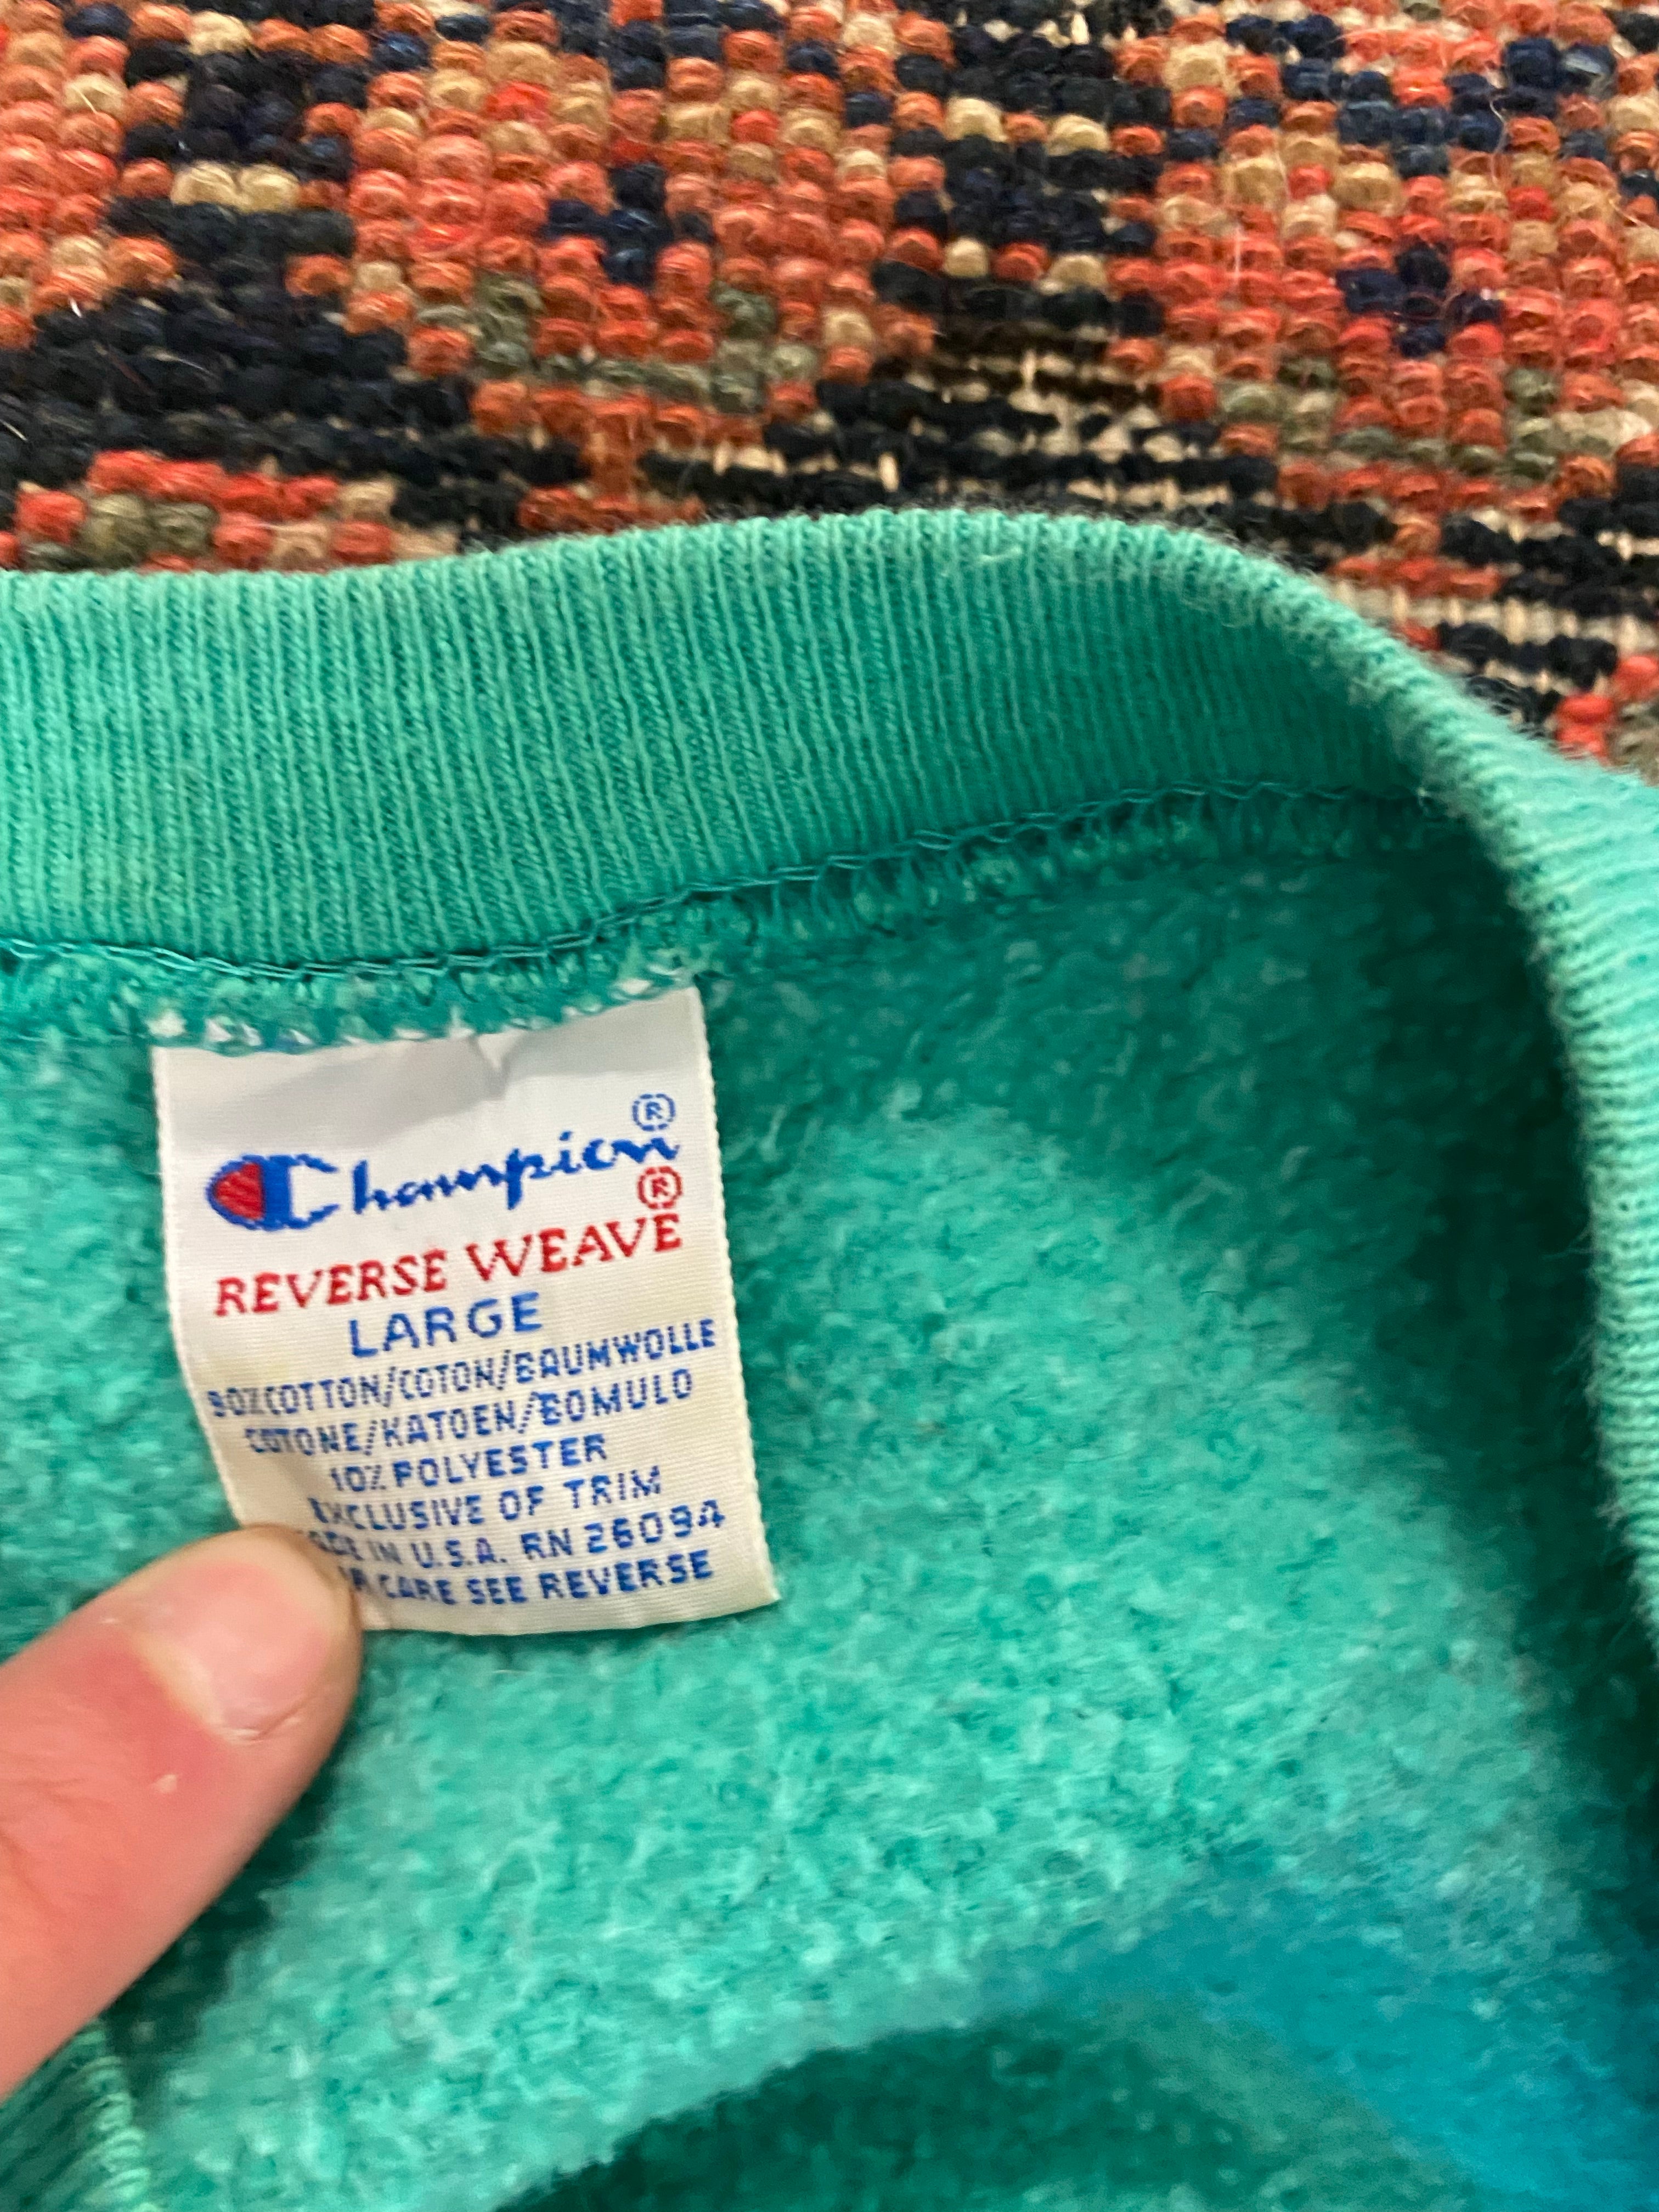 Champion®
REVERSE WEAVE®
LARGE
90% COTTON/COTON/BAUMWOLLE
COTONE/KATOEN/BOMULD
10% POLYESTER
EXCLUSIVE OF TRIM
IN U.S.A. RN 26094
CARE SEE REVERSE